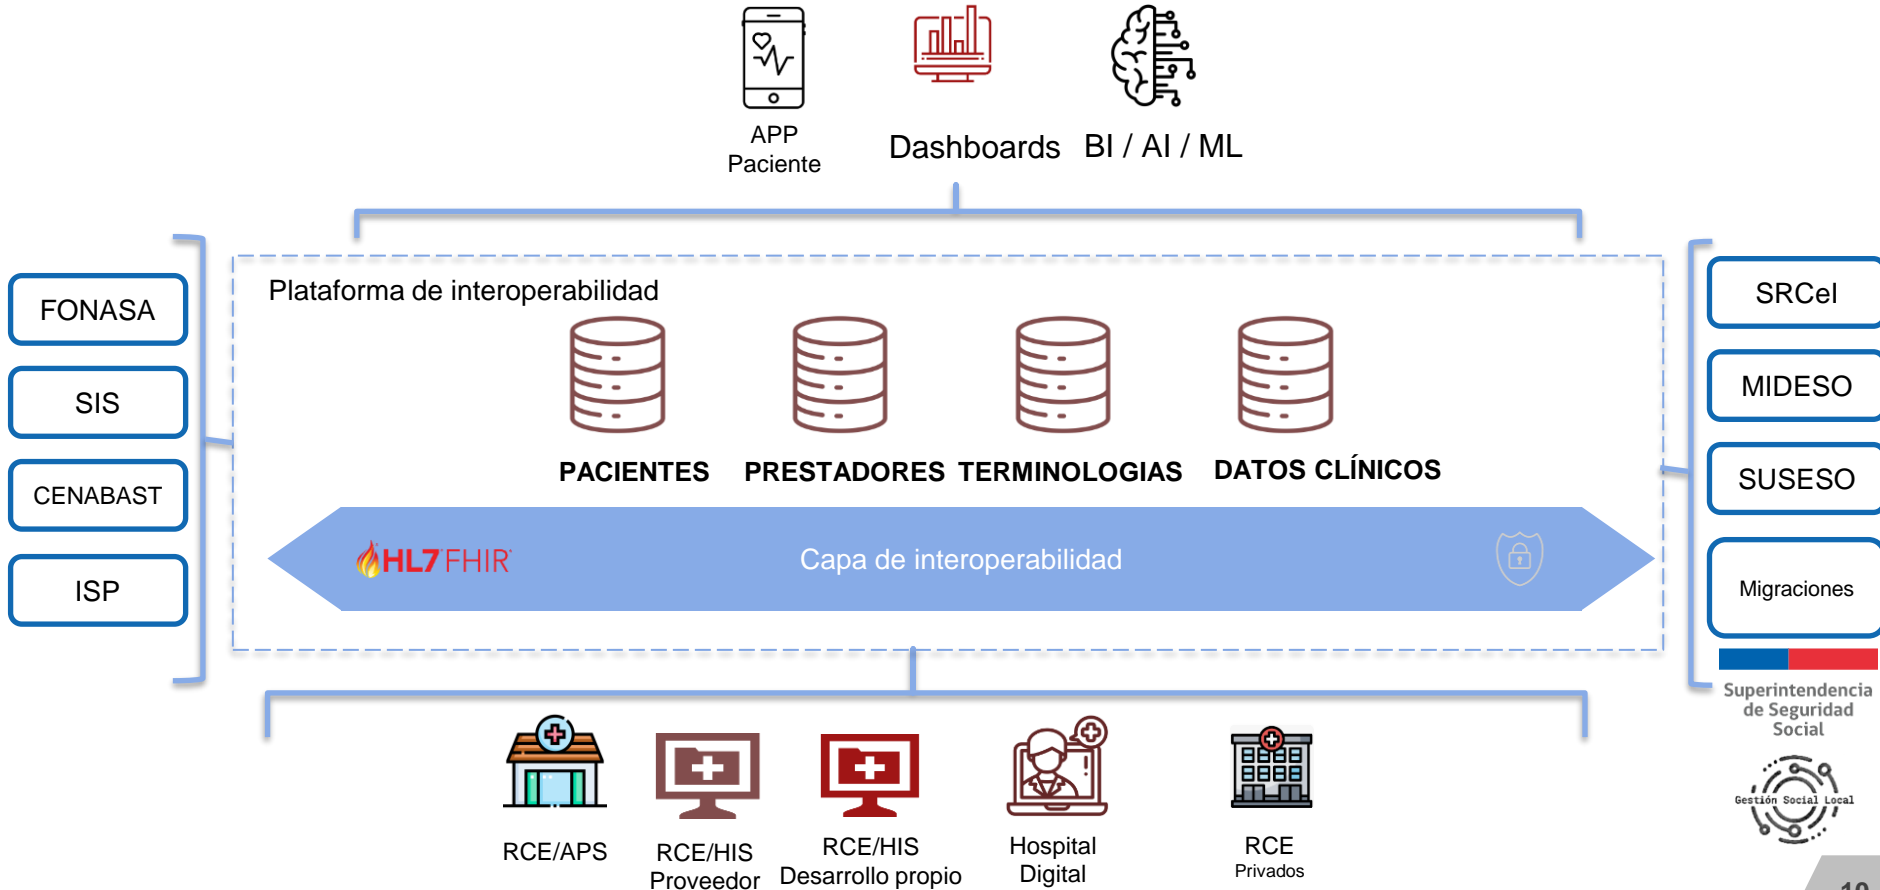 APP
Paciente
Dashboards
BI / AI / ML
Plataforma de interoperabilidad
FONASA
SIS
CENABAST
ISP
PACIENTES
PRESTADORES
TERMINOLOGIAS
DATOS CLÍNICOS
HL7 FHIR
Capa de interoperabilidad
SRCeI
MIDESO
SUSESO
Migraciones
Superintendencia
de Seguridad
Social
Gestión Social Local
RCE/APS
RCE/HIS
Proveedor
RCE/HIS
Desarrollo propio
Hospital
Digital
RCE
Privados